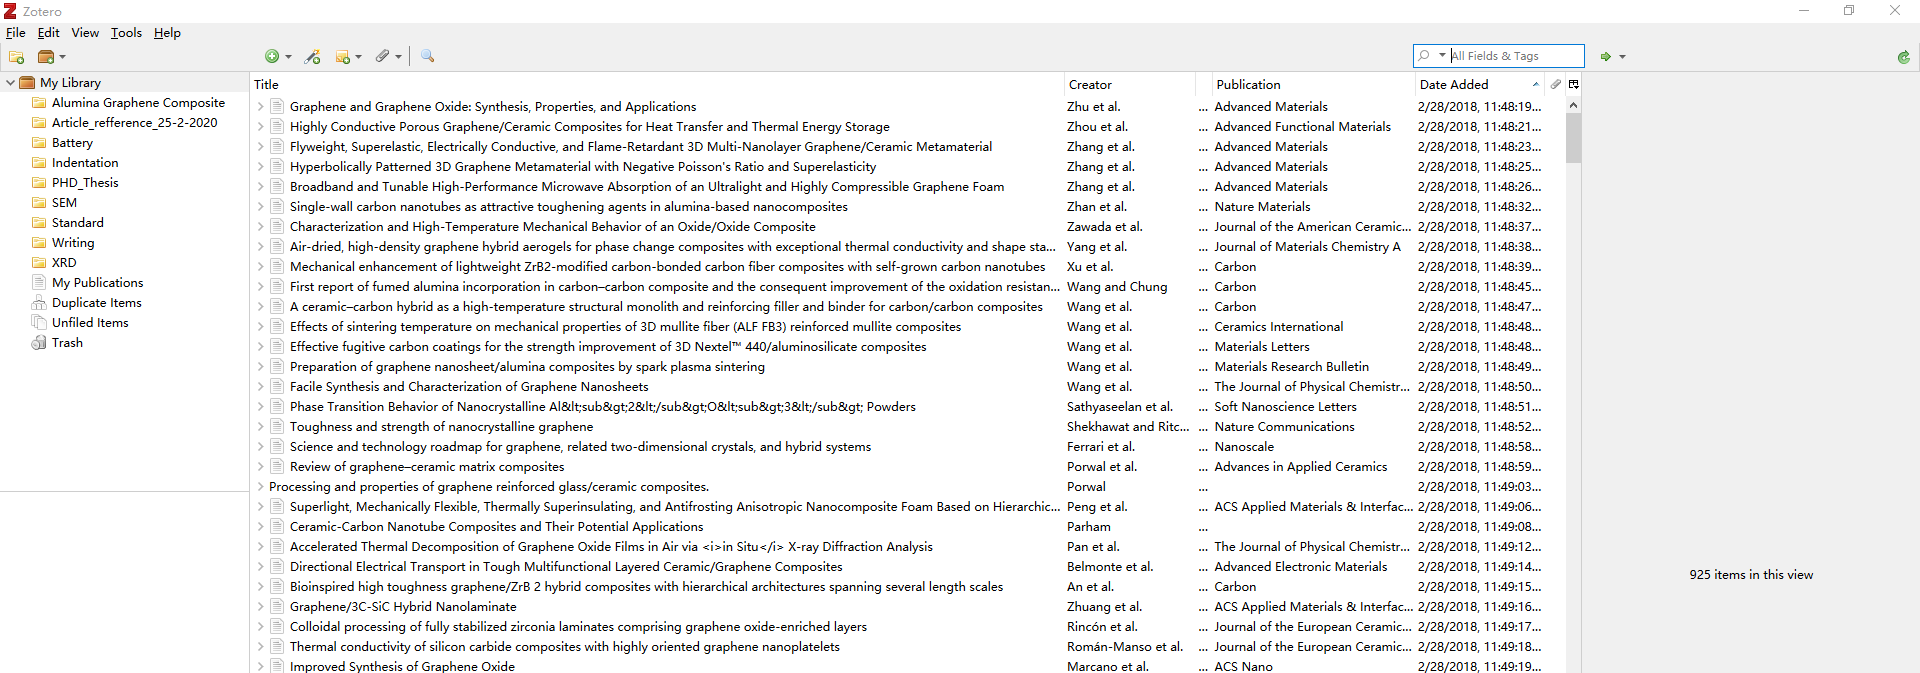 Zotero
File Edit View Tools Help
All Fields & Tags
My Library
Alumina Graphene Composite
Article_refference_25-2-2020
Battery
Indentation
PHD_Thesis
SEM
Standard
Writing
XRD
My Publications
Duplicate Items
Unfiled Items
Trash
Title Creator Publication Date Added
Graphene and Graphene Oxide: Synthesis, Properties, and Applications Zhu et al. ... Advanced Materials 2/28/2018, 11:48:19...
Highly Conductive Porous Graphene/Ceramic Composites for Heat Transfer and Thermal Energy Storage Zhou et al. ... Advanced Functional Materials 2/28/2018, 11:48:21...
Flyweight, Superelastic, Electrically Conductive, and Flame-Retardant 3D Multi-Nanolayer Graphene/Ceramic Metamaterial Zhang et al. ... Advanced Materials 2/28/2018, 11:48:23...
Hyperbolically Patterned 3D Graphene Metamaterial with Negative Poisson's Ratio and Superelasticity Zhang et al. ... Advanced Materials 2/28/2018, 11:48:25...
Broadband and Tunable High-Performance Microwave Absorption of an Ultralight and Highly Compressible Graphene Foam Zhang et al. ... Advanced Materials 2/28/2018, 11:48:26...
Single-wall carbon nanotubes as attractive toughening agents in alumina-based nanocomposites Zhan et al. ... Nature Materials 2/28/2018, 11:48:32...
Characterization and High-Temperature Mechanical Behavior of an Oxide/Oxide Composite Zawada et al. ... Journal of the American Ceramic... 2/28/2018, 11:48:37...
Air-dried, high-density graphene hybrid aerogels for phase change composites with exceptional thermal conductivity and shape sta... Yang et al. ... Journal of Materials Chemistry A 2/28/2018, 11:48:38...
Mechanical enhancement of lightweight ZrB2-modified carbon-bonded carbon fiber composites with self-grown carbon nanotubes Xu et al. ... Carbon 2/28/2018, 11:48:39...
First report of fumed alumina incorporation in carbon–carbon composite and the consequent improvement of the oxidation resistan... Wang and Chung ... Carbon 2/28/2018, 11:48:45...
A ceramic–carbon hybrid as a high-temperature structural monolith and reinforcing filler and binder for carbon/carbon composites Wang et al. ... Carbon 2/28/2018, 11:48:47...
Effects of sintering temperature on mechanical properties of 3D mullite fiber (ALF FB3) reinforced mullite composites Wang et al. ... Ceramics International 2/28/2018, 11:48:48...
Effective fugitive carbon coatings for the strength improvement of 3D Nextel™ 440/aluminosilicate composites Wang et al. ... Materials Letters 2/28/2018, 11:48:48...
Preparation of graphene nanosheet/alumina composites by spark plasma sintering Wang et al. ... Materials Research Bulletin 2/28/2018, 11:48:49...
Facile Synthesis and Characterization of Graphene Nanosheets Wang et al. ... The Journal of Physical Chemistr... 2/28/2018, 11:48:50...
Phase Transition Behavior of Nanocrystalline Al&lt;sub&gt;2&lt;/sub&gt;O&lt;sub&gt;3&lt;/sub&gt; Powders Sathyaseelan et al. ... Soft Nanoscience Letters 2/28/2018, 11:48:51...
Toughness and strength of nanocrystalline graphene Shekhawat and Ritc... ... Nature Communications 2/28/2018, 11:48:52...
Science and technology roadmap for graphene, related two-dimensional crystals, and hybrid systems Ferrari et al. ... Nanoscale 2/28/2018, 11:48:58...
Review of graphene–ceramic matrix composites Porwal et al. ... Advances in Applied Ceramics 2/28/2018, 11:48:59...
Processing and properties of graphene reinforced glass/ceramic composites. Porwal ... 2/28/2018, 11:49:03...
Superlight, Mechanically Flexible, Thermally Superinsulating, and Antifrosting Anisotropic Nanocomposite Foam Based on Hierarchic... Peng et al. ... ACS Applied Materials & Interfac... 2/28/2018, 11:49:06...
Ceramic-Carbon Nanotube Composites and Their Potential Applications Parham ... 2/28/2018, 11:49:08...
Accelerated Thermal Decomposition of Graphene Oxide Films in Air via <i>in Situ</i> X-ray Diffraction Analysis Pan et al. ... The Journal of Physical Chemistr... 2/28/2018, 11:49:12...
Directional Electrical Transport in Tough Multifunctional Layered Ceramic/Graphene Composites Belmonte et al. ... Advanced Electronic Materials 2/28/2018, 11:49:14...
Bioinspired high toughness graphene/ZrB 2 hybrid composites with hierarchical architectures spanning several length scales An et al. ... Carbon 2/28/2018, 11:49:15...
Graphene/3C-SiC Hybrid Nanolaminate Zhuang et al. ... ACS Applied Materials & Interfac... 2/28/2018, 11:49:16...
Colloidal processing of fully stabilized zirconia laminates comprising graphene oxide-enriched layers Rincón et al. ... Journal of the European Ceramic... 2/28/2018, 11:49:17...
Thermal conductivity of silicon carbide composites with highly oriented graphene nanoplatelets Román-Manso et al. ... Journal of the European Ceramic... 2/28/2018, 11:49:18...
Improved Synthesis of Graphene Oxide Marcano et al. ... ACS Nano 2/28/2018, 11:49:19...
925 items in this view